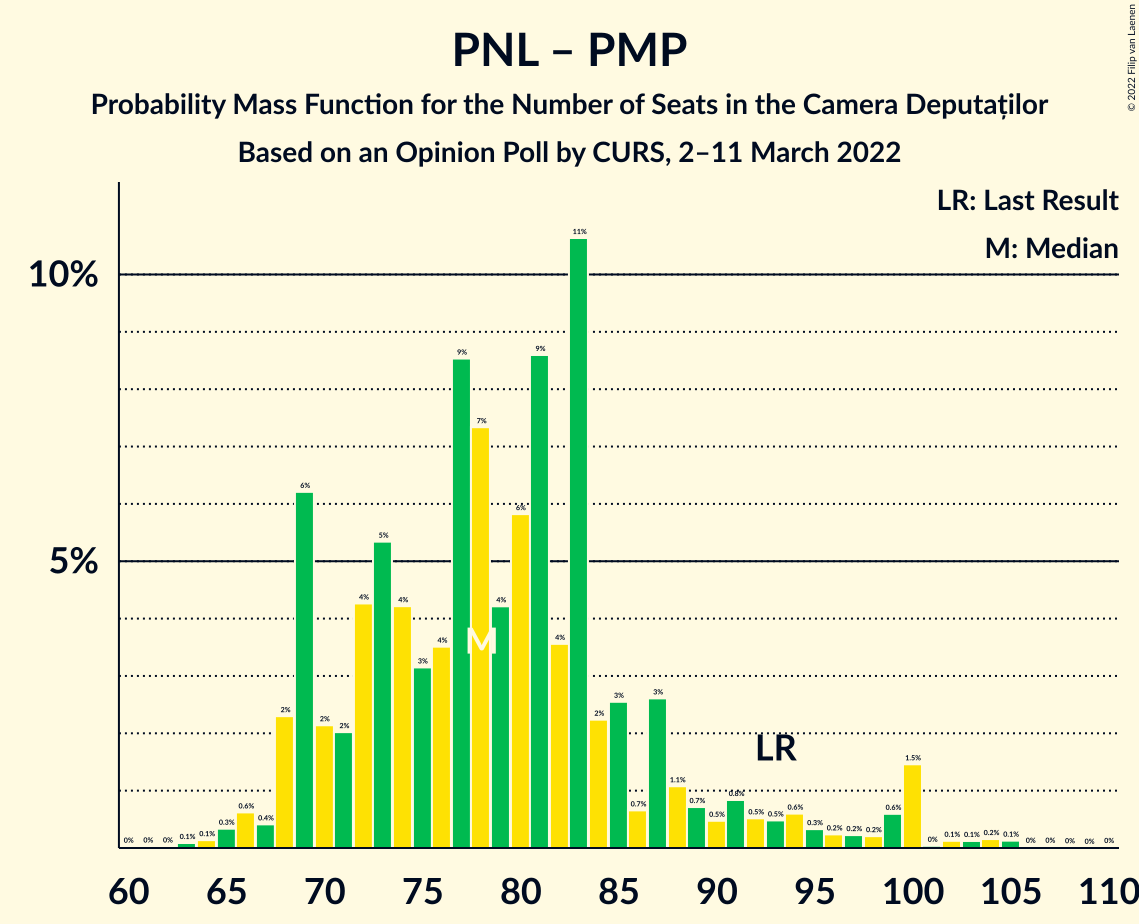 PNL – PMP
Probability Mass Function for the Number of Seats in the Camera Deputaților
Based on an Opinion Poll by CURS, 2–11 March 2022
© 2022 Filip van Laenen
LR: Last Result
M: Median
10%
5%
0% 0% 0% 0.1% 0.1% 0.3% 0.6% 0.4% 2% 6% 2% 2% 4% 5% 4% 3% 4% 9% 7% 4% 6% 9% 4% 11% 2% 3% 0.7% 3% 1.1% 0.7% 0.5% 0.8% 0.5% 0.5% 0.6% 0.3% 0.2% 0.2% 0.2% 0.6% 1.5% 0% 0.1% 0.1% 0.2% 0.1% 0% 0% 0% 0% 0%
M
LR
60 65 70 75 80 85 90 95 100 105 110